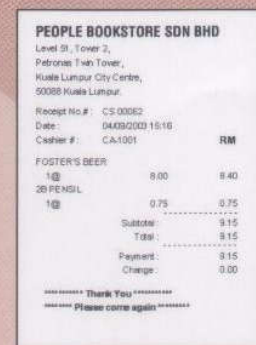 PEOPLE BOOKSTORE SDN BHD
Level 51, Tower 2,
Petronas Twin Tower,
Kuala Lumpur City Centre,
50088 Kuala Lumpur.
Receipt No.# : CS 00062
Date : 04/09/2003 15:16
Cashier # : CA-1001 RM
FOSTER'S BEER
1@ 8.00 8.40
2B PENSIL
1@ 0.75 0.75
Subtotal : 9.15
Total : 9.15
Payment : 9.15
Change : 0.00
********** Thank You **********
******** Please come again ********